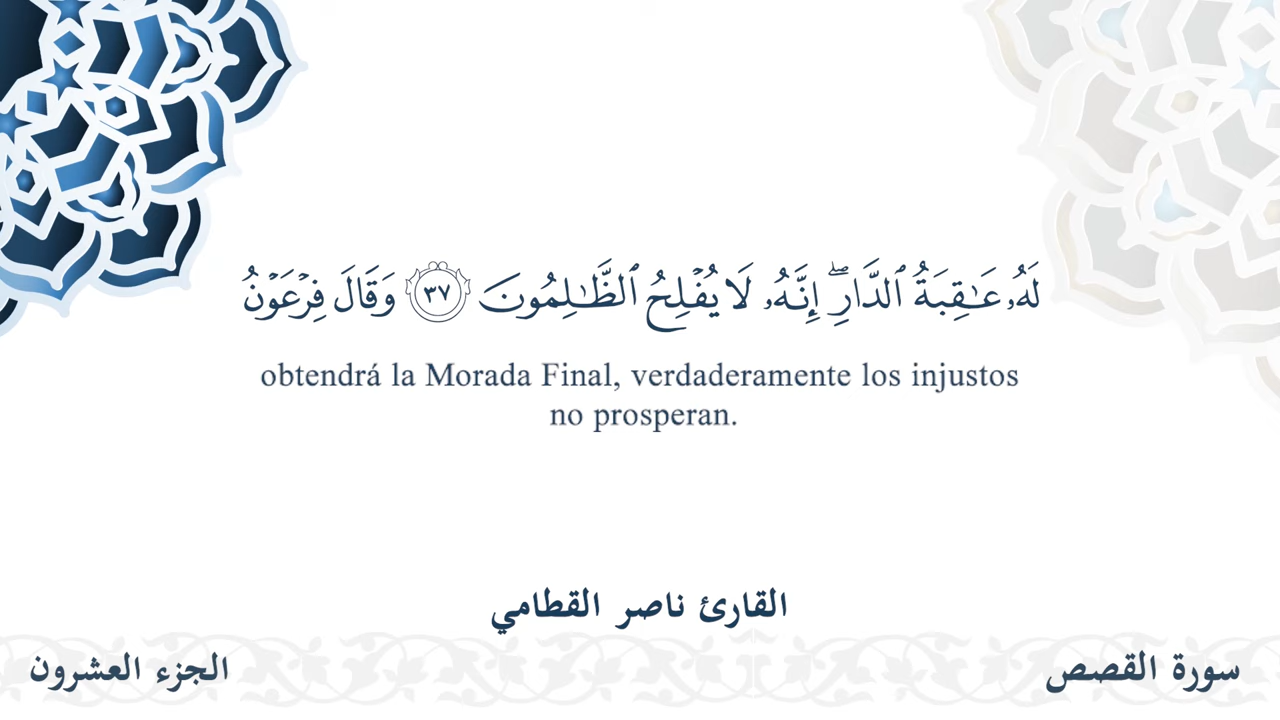 لَهُۥ عَٰقِبَةُ ٱلدَّارِ ۖ إِنَّهُۥ لَا يُفْلِحُ ٱلظَّٰلِمُونَ ٣٧ وَقَالَ فِرْعَوْنُ
obtendrá la Morada Final, verdaderamente los injustos
no prosperan.
القارئ ناصر القطامي
سورة القصص
الجزء العشرون